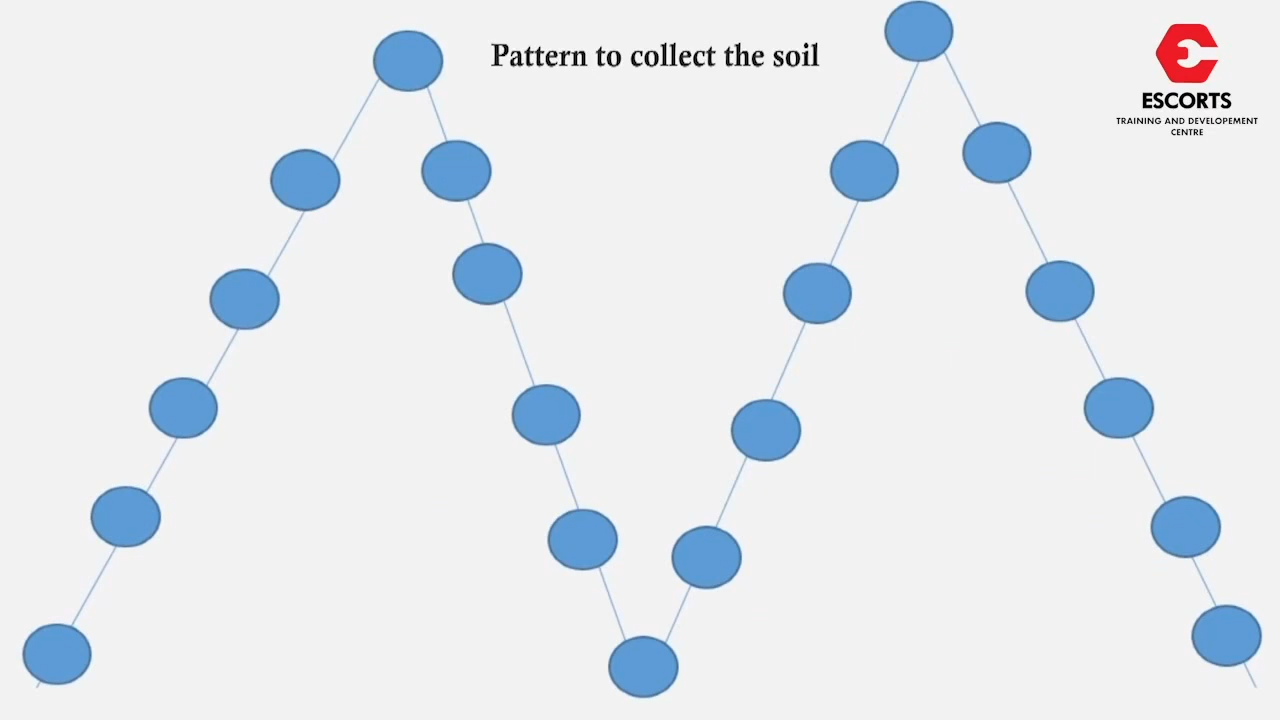 Pattern to collect the soil
ESCORTS
TRAINING AND DEVELOPEMENT
CENTRE